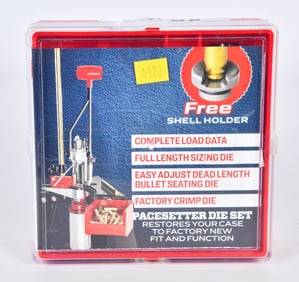 4170
Free
SHELL HOLDER
COMPLETE LOAD DATA
FULL LENGTH SIZING DIE
EASY ADJUST DEAD LENGTH
BULLET SEATING DIE
FACTORY CRIMP DIE
PACESETTER DIE SET
RESTORES YOUR CASE
TO FACTORY NEW
FIT AND FUNCTION